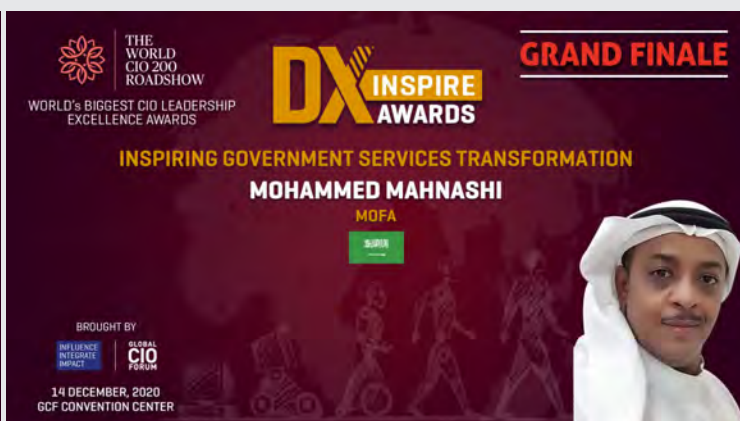 THE
WORLD
CIO 200
ROADSHOW
WORLD's BIGGEST CIO LEADERSHIP
EXCELLENCE AWARDS
DX INSPIRE
AWARDS
GRAND FINALE
INSPIRING GOVERNMENT SERVICES TRANSFORMATION
MOHAMMED MAHNASHI
MOFA
BROUGHT BY
INFLUENCE
INTEGRATE
IMPACT
GLOBAL
CIO
FORUM
14 DECEMBER, 2020
GCF CONVENTION CENTER